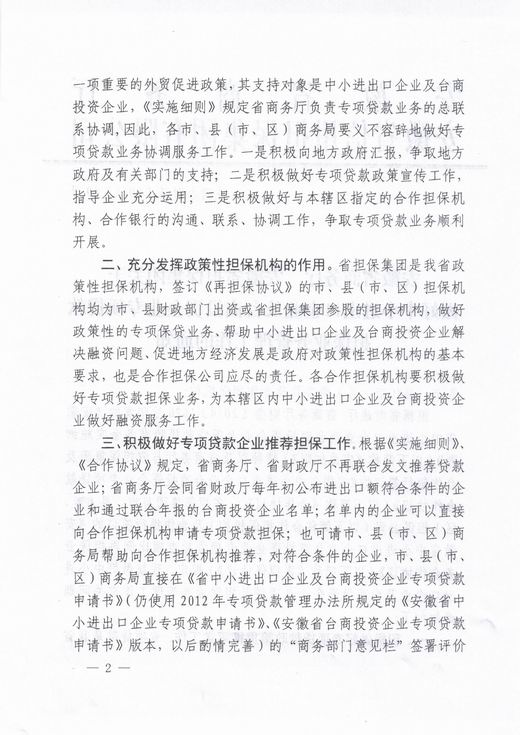 一项重要的外贸促进政策，其支持对象是中小进出口企业及台商
投资企业，《实施细则》规定省商务厅负责专项贷款业务的总联
系协调,因此，各市、县（市、区）商务局要义不容辞地做好专
项贷款业务协调服务工作。一是积极向地方政府汇报，争取地方
政府及有关部门的支持；二是积极做好专项贷款政策宣传工作，
指导企业充分运用；三是积极做好与本辖区指定的合作担保机
构、合作银行的沟通、联系、协调工作，争取专项贷款业务顺利
开展。
二、充分发挥政策性担保机构的作用。省担保集团是我省政
策性担保机构，签订《再担保协议》的市、县（市、区）担保机
构均为市、县财政部门出资或省担保集团参股的担保机构，做好
政策性的专项保贷业务、帮助中小进出口企业及台商投资企业解
决融资问题、促进地方经济发展是政府对政策性担保机构的基本
要求，也是合作担保公司应尽的责任。各合作担保机构要积极做
好专项贷款担保业务，为本辖区内中小进出口企业及台商投资企
业做好融资服务工作。
三、积极做好专项贷款企业推荐担保工作。根据《实施细则》、
《合作协议》规定，省商务厅、省财政厅不再联合发文推荐贷款
企业；省商务厅会同省财政厅每年初公布进出口额符合条件的企
业和通过联合年报的台商投资企业名单；名单内的企业可以直接
向合作担保机构申请专项贷款担保；也可请市、县（市、区）商
务局帮助向合作担保机构推荐，对符合条件的企业，市、县（市、
区）商务局直接在《省中小进出口企业及台商投资企业专项贷款
申请书》（仍使用 2012 年专项贷款管理办法所规定的《安徽省中
小进出口企业专项贷款申请书》、《安徽省台商投资企业专项贷款
申请书》版本，以后酌情完善）的“商务部门意见栏”签署评价
— 2 —